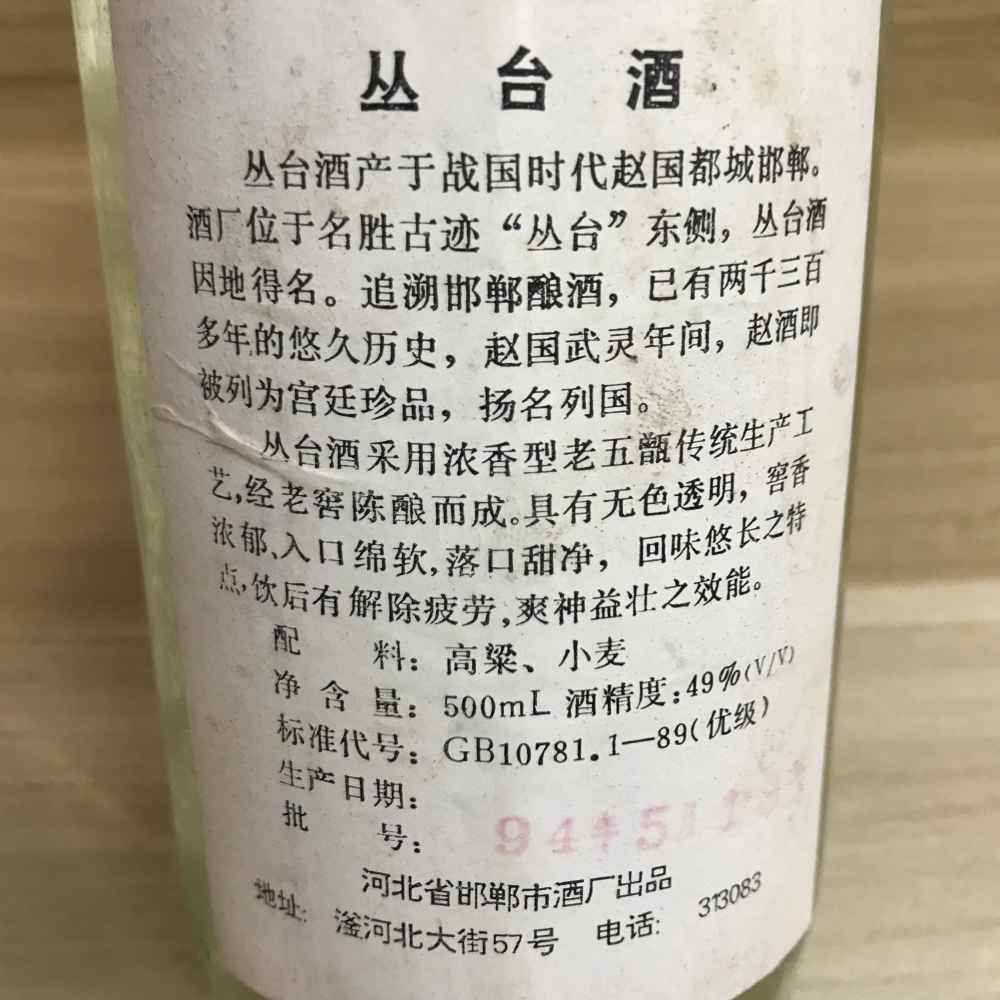 丛台酒
丛台酒产于战国时代赵国都城邯郸。
酒厂位于名胜古迹“丛台”东侧，丛台酒
因地得名。追溯邯郸酿酒，已有两千三百
多年的悠久历史，赵国武灵年间，赵酒即
被列为宫廷珍品，扬名列国。
丛台酒采用浓香型老五甑传统生产工
艺，经老窖陈酿而成。具有无色透明，窖香
浓郁、入口绵软，落口甜净，回味悠长之特
点，饮后有解除疲劳，爽神益壮之效能。
配料：高粱、小麦
净含量：500mL 酒精度：49%(V/V)
标准代号：GB10781.1—89(优级)
生产日期：
批号：
945
河北省邯郸市酒厂出品
地址：滏河北大街57号 电话：313083